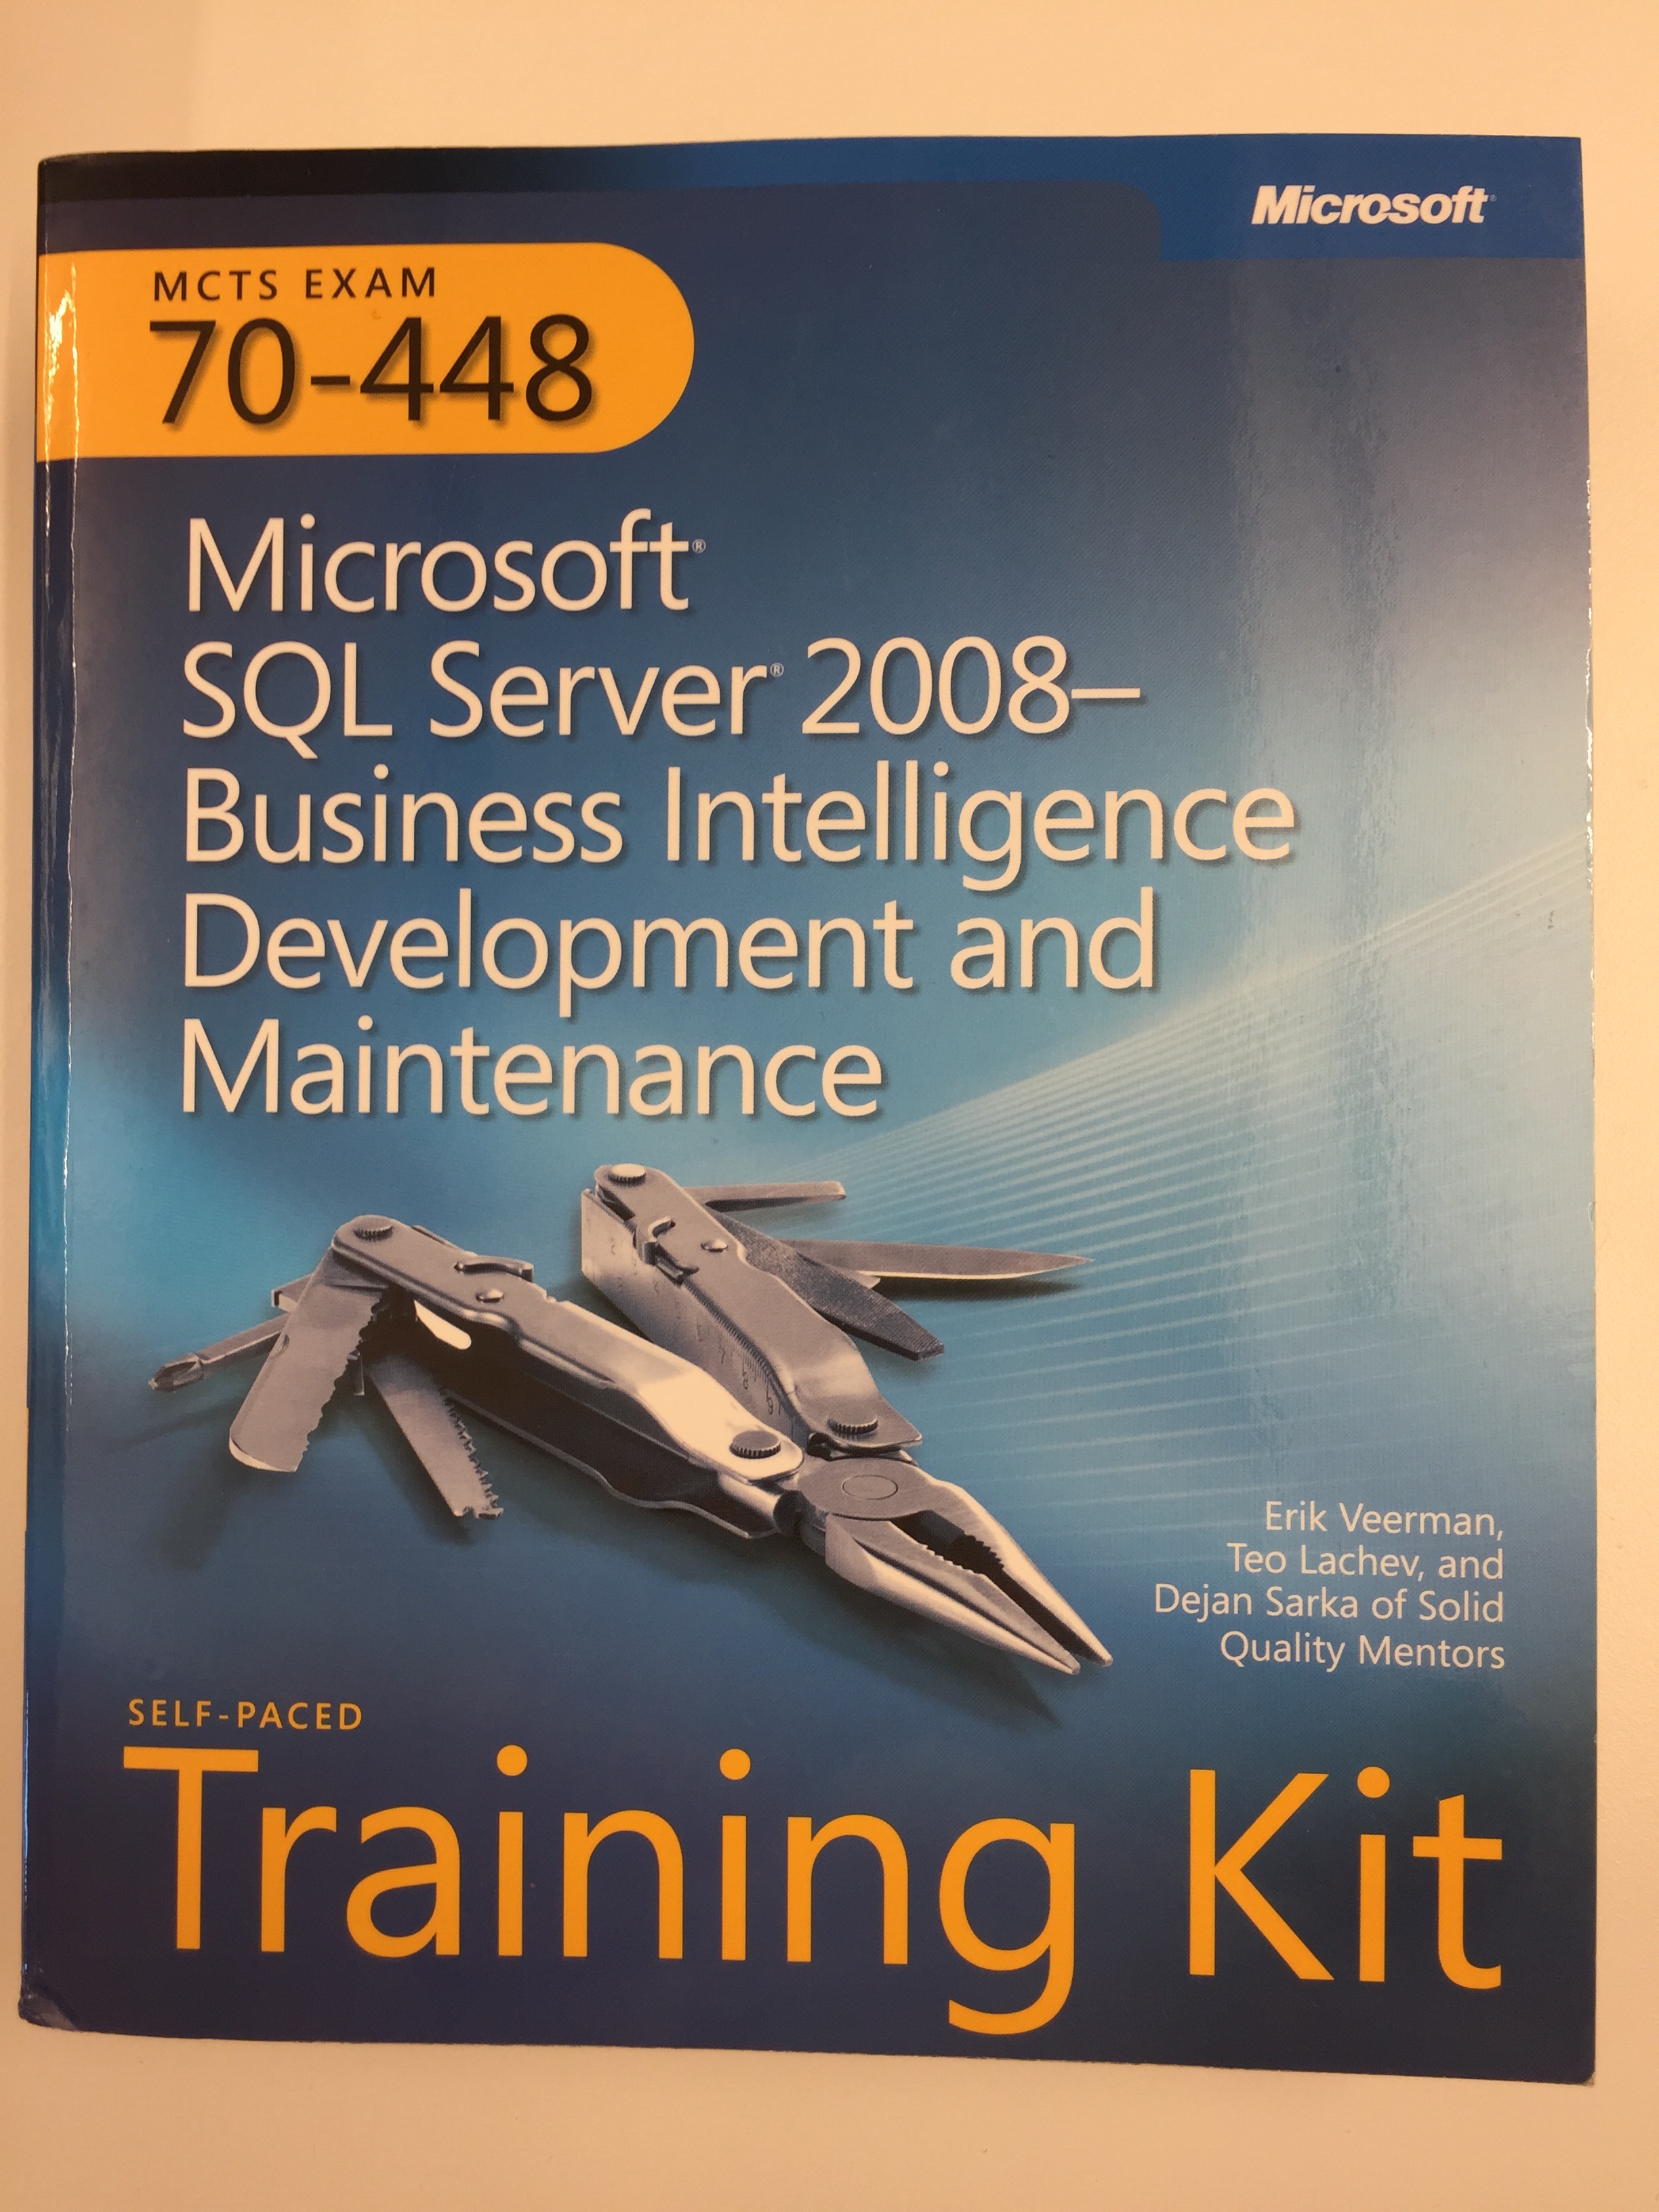 Microsoft®
MCTS EXAM
70-448
Microsoft®
SQL Server® 2008–
Business Intelligence
Development and
Maintenance
Erik Veerman,
Teo Lachev, and
Dejan Sarka of Solid
Quality Mentors
SELF-PACED
Training Kit